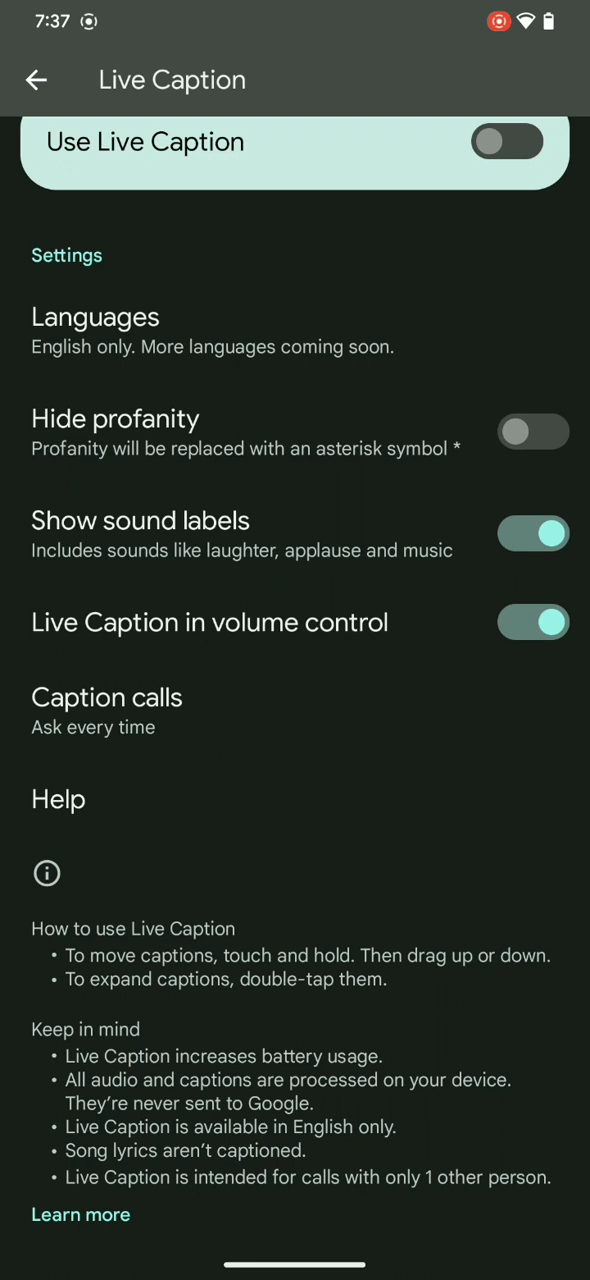 7:37
Live Caption
Use Live Caption
Settings
Languages
English only. More languages coming soon.
Hide profanity
Profanity will be replaced with an asterisk symbol *
Show sound labels
Includes sounds like laughter, applause and music
Live Caption in volume control
Caption calls
Ask every time
Help
How to use Live Caption
• To move captions, touch and hold. Then drag up or down.
• To expand captions, double-tap them.
Keep in mind
• Live Caption increases battery usage.
• All audio and captions are processed on your device.
They’re never sent to Google.
• Live Caption is available in English only.
• Song lyrics aren’t captioned.
• Live Caption is intended for calls with only 1 other person.
Learn more